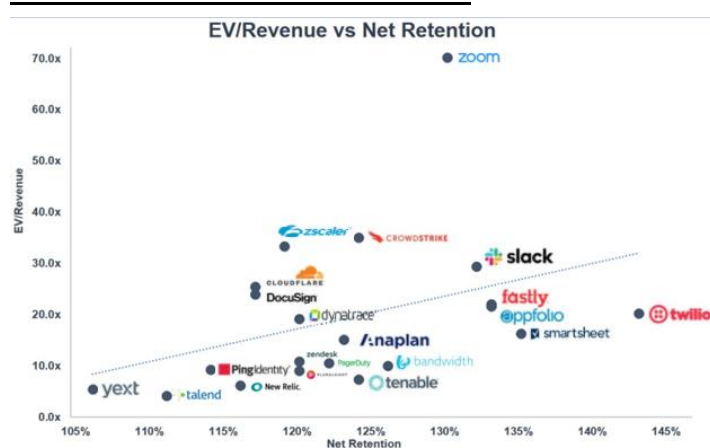 EV/Revenue vs Net Retention
70.0x
zoom
60.0x
50.0x
EV/Revenue
40.0x
zscaler
CROWDSTRIKE
30.0x
slack
CLOUDFLARE
DocuSign
fastly
20.0x
dynatrace
appfolio
twilio
smartsheet
Anaplan
zendesk
PagerDuty
bandwidth
10.0x
PingIdentity
PLURALSIGHT
yext
talend
New Relic.
tenable
0.0x
105%
110%
115%
120%
125%
130%
135%
140%
145%
Net Retention